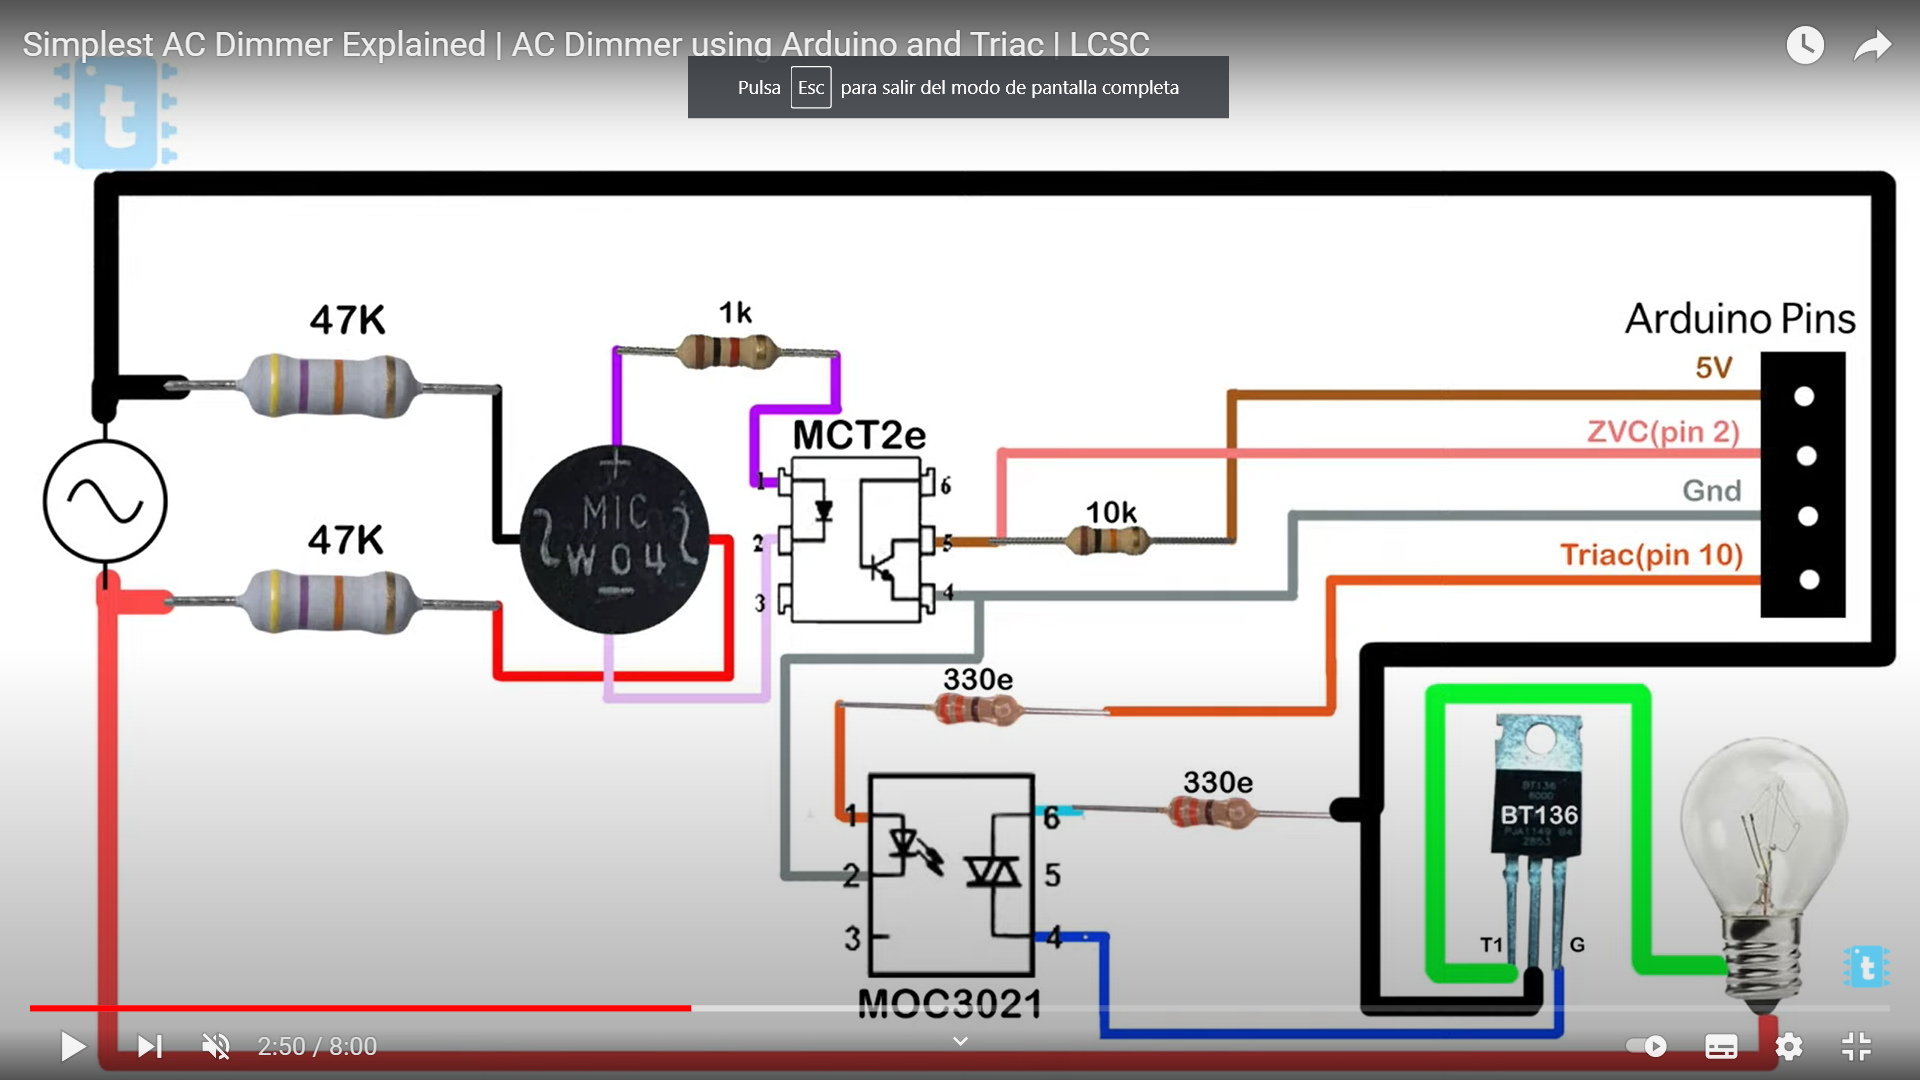 Simplest AC Dimmer Explained | AC Dimmer using Arduino and Triac | LCSC
Pulsa Esc para salir del modo de pantalla completa
t
47K
1k
Arduino Pins
5V
MCT2e
ZVC(pin 2)
1
6
Gnd
MIC
W04
10k
47K
2
5
Triac(pin 10)
3
4
330e
330e
1
6
BT136
2
5
3
4
T1
G
t
MOC3021
2:50 / 8:00